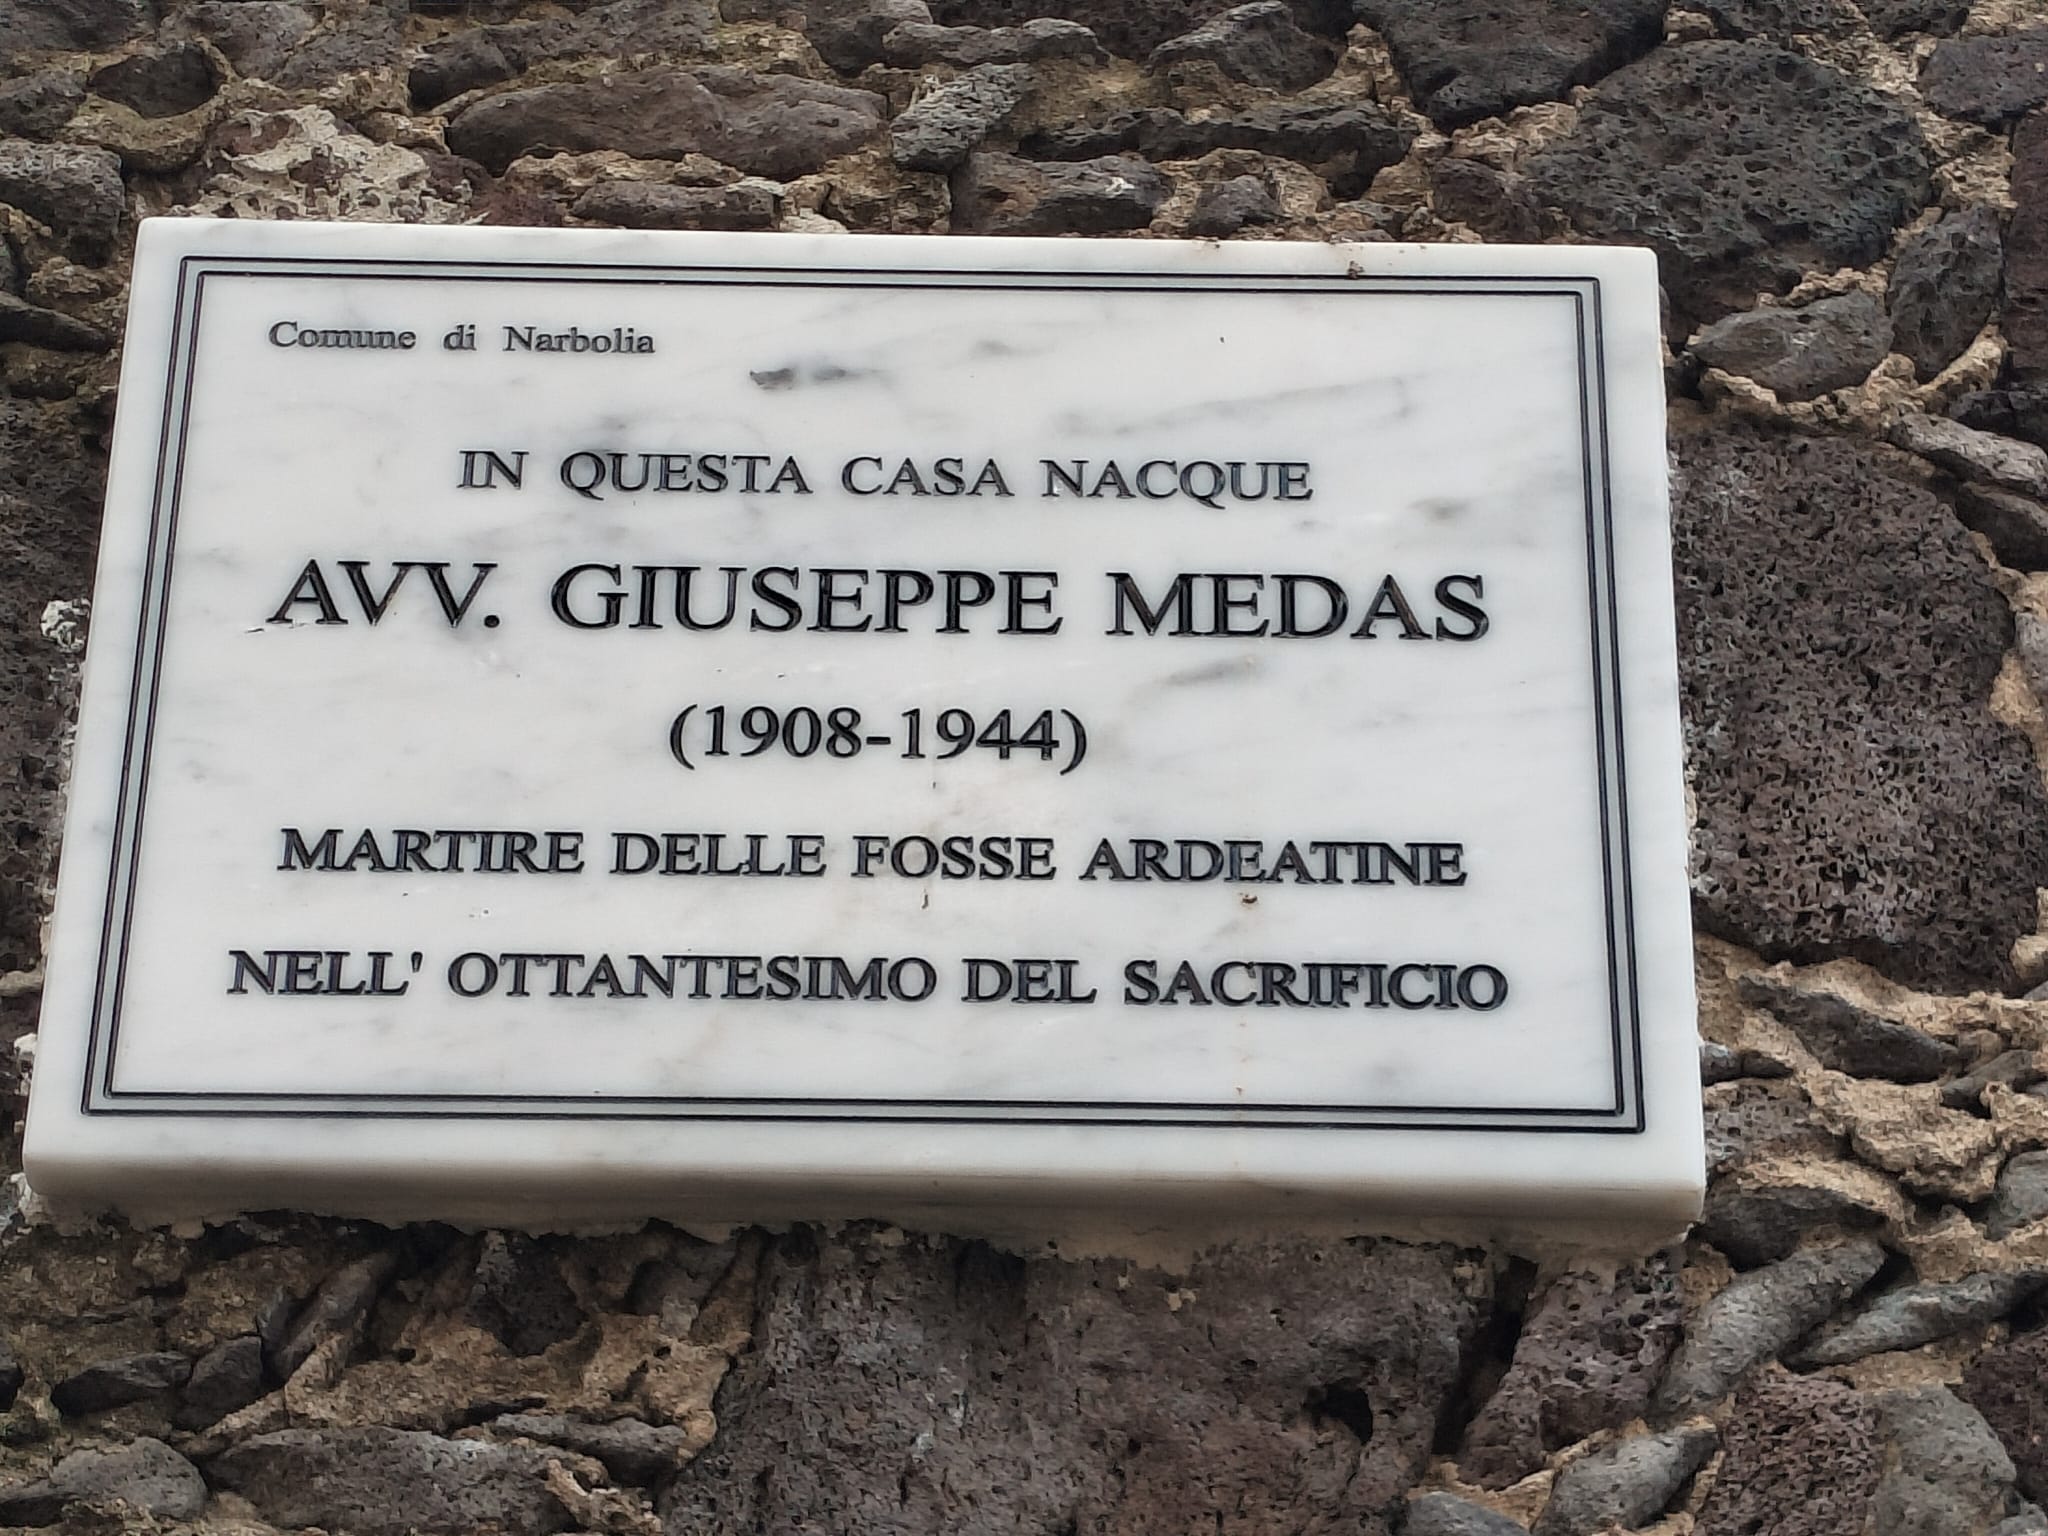 Comune di Narbolia
IN QUESTA CASA NACQUE
AVV. GIUSEPPE MEDAS
(1908-1944)
MARTIRE DELLE FOSSE ARDEATINE
NELL' OTTANTESIMO DEL SACRIFICIO